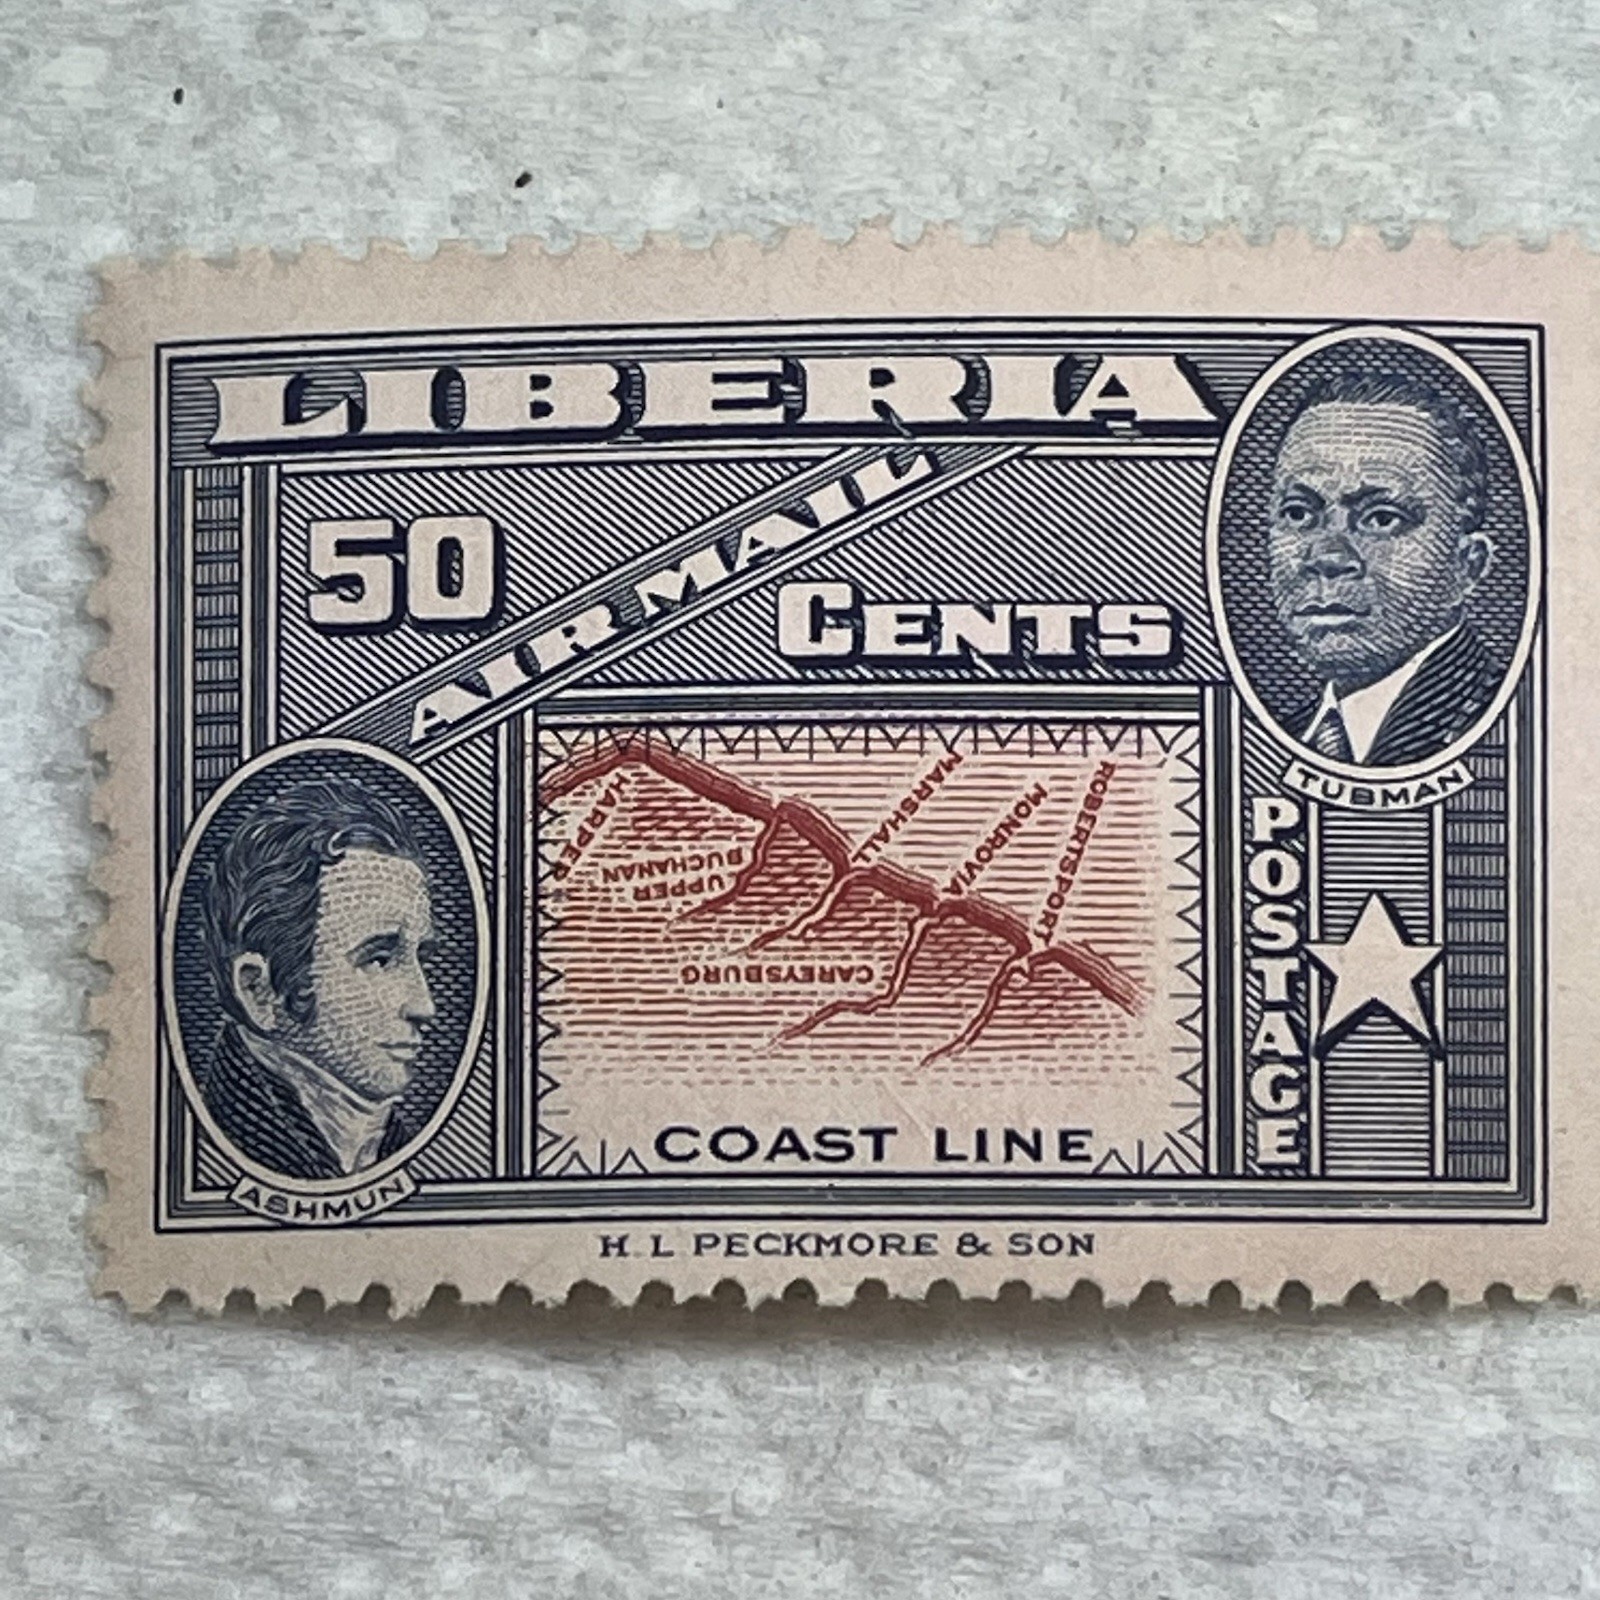 LIBERIA
50
AIR MAIL
CENTS
TUBMAN
POSTAGE
HARPER
UPPER
BUCHANAN
MARSHALL
MONROVIA
ROBERTSPORT
CAREYSBURG
COAST LINE
ASHMUN
H L PECKMORE & SON